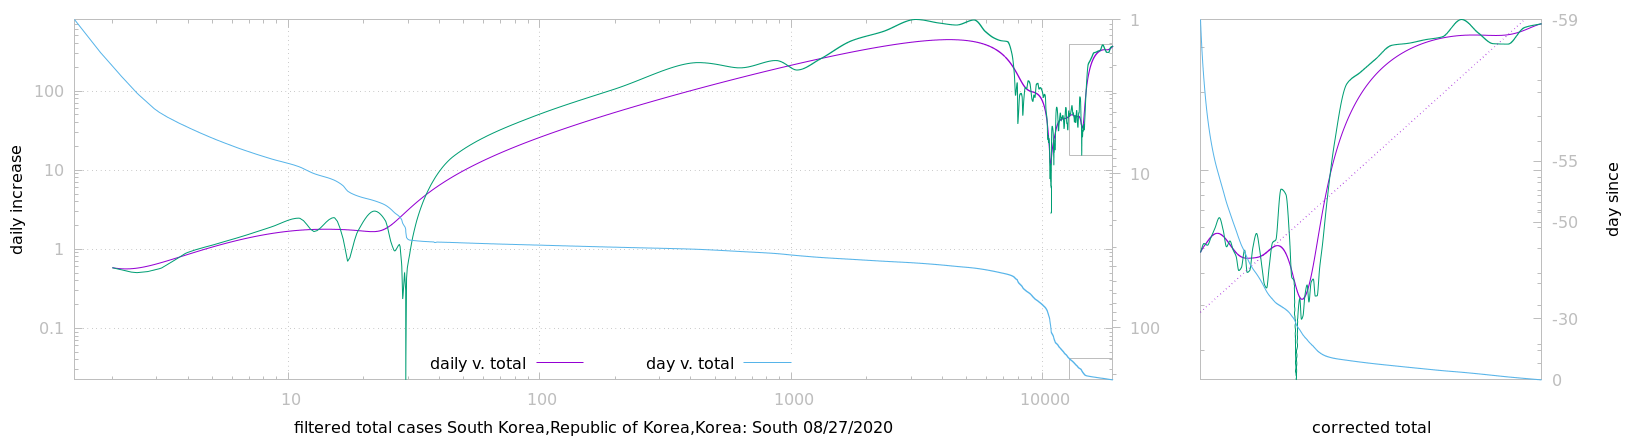 1
-59
100
daily increase
10
10
-55
-50
day since
1
0.1
100
-30
daily v. total
day v. total
0
10
100
1000
10000
filtered total cases South Korea,Republic of Korea,Korea: South 08/27/2020
corrected total